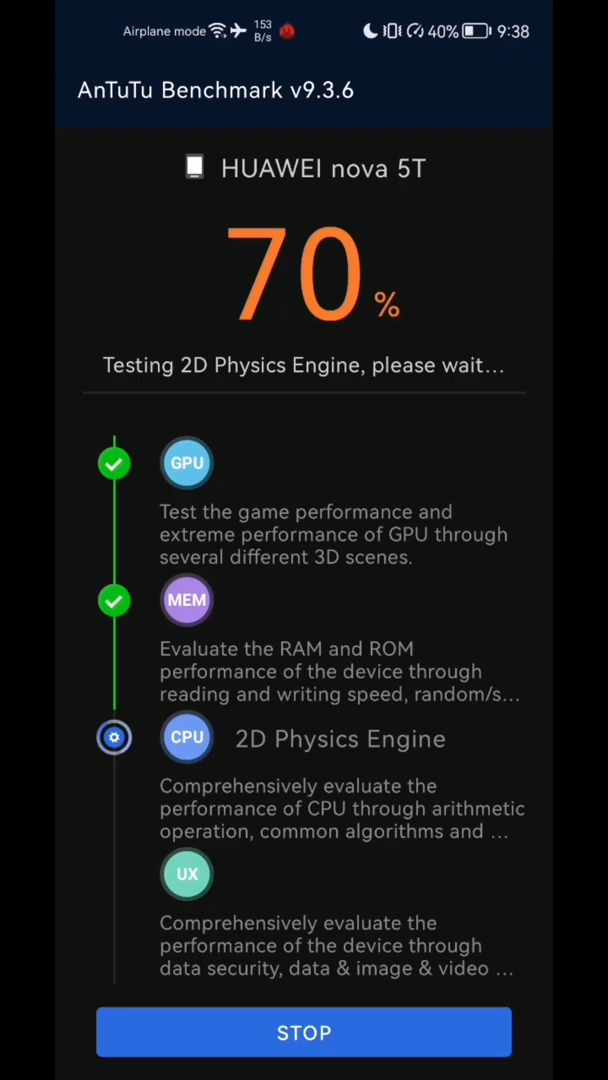 Airplane mode 153 B/s 40% 9:38
AnTuTu Benchmark v9.3.6
HUAWEI nova 5T
70%
Testing 2D Physics Engine, please wait...
GPU
Test the game performance and
extreme performance of GPU through
several different 3D scenes.
MEM
Evaluate the RAM and ROM
performance of the device through
reading and writing speed, random/s...
CPU 2D Physics Engine
Comprehensively evaluate the
performance of CPU through arithmetic
operation, common algorithms and ...
UX
Comprehensively evaluate the
performance of the device through
data security, data & image & video ...
STOP